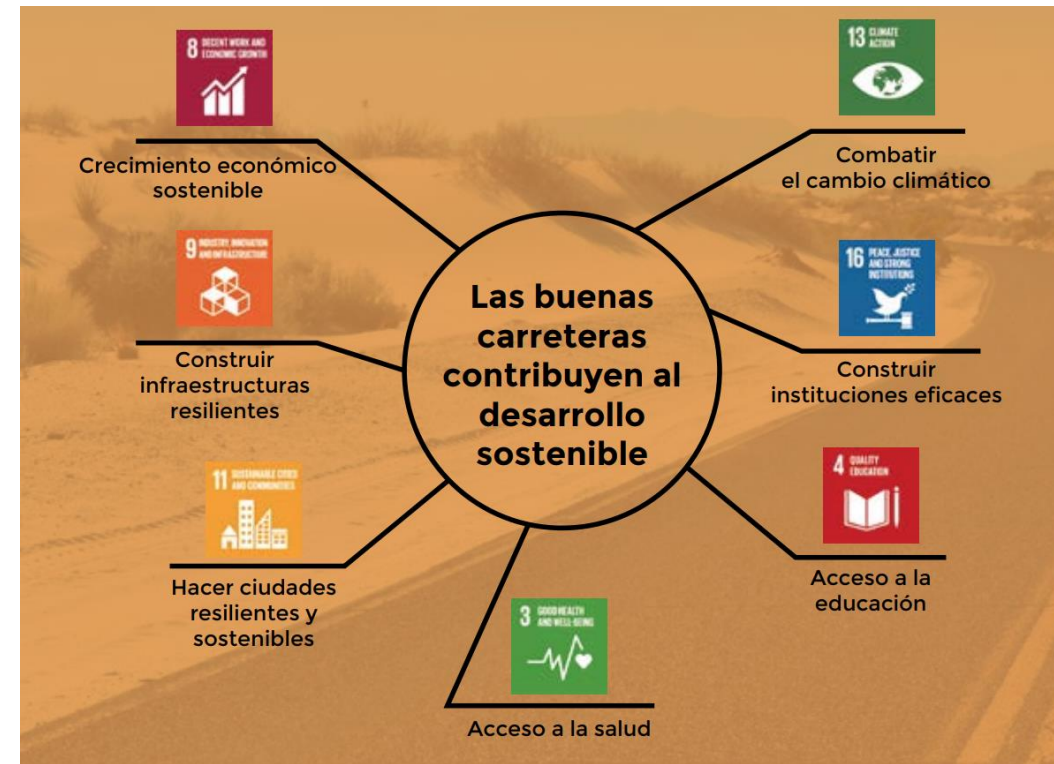 8 DECENT WORK AND
ECONOMIC GROWTH
Crecimiento económico
sostenible
13 CLIMATE
ACTION
Combatir
el cambio climático
9 INDUSTRY, INNOVATION
AND INFRASTRUCTURE
Construir
infraestructuras
resilientes
Las buenas
carreteras
contribuyen al
desarrollo
sostenible
16 PEACE, JUSTICE
AND STRONG
INSTITUTIONS
Construir
instituciones eficaces
11 SUSTAINABLE CITIES
AND COMMUNITIES
Hacer ciudades
resilientes y
sostenibles
4 QUALITY
EDUCATION
Acceso a la
educación
3 GOOD HEALTH
AND WELL-BEING
Acceso a la salud